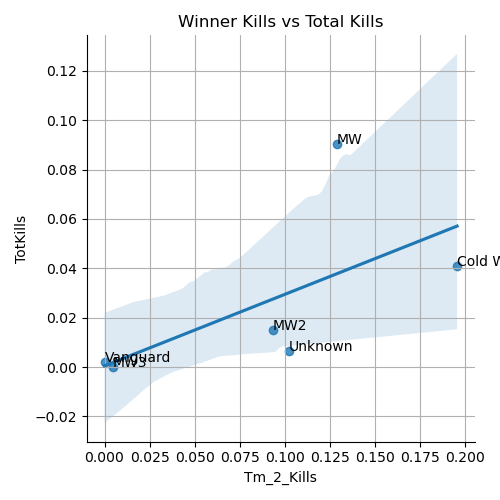 Winner Kills vs Total Kills
0.12
0.10
0.08
0.06
0.04
0.02
0.00
−0.02
TotKills
MW
Cold W
MW2
Unknown
Vanguard
MW3
0.000 0.025 0.050 0.075 0.100 0.125 0.150 0.175 0.200
Tm_2_Kills